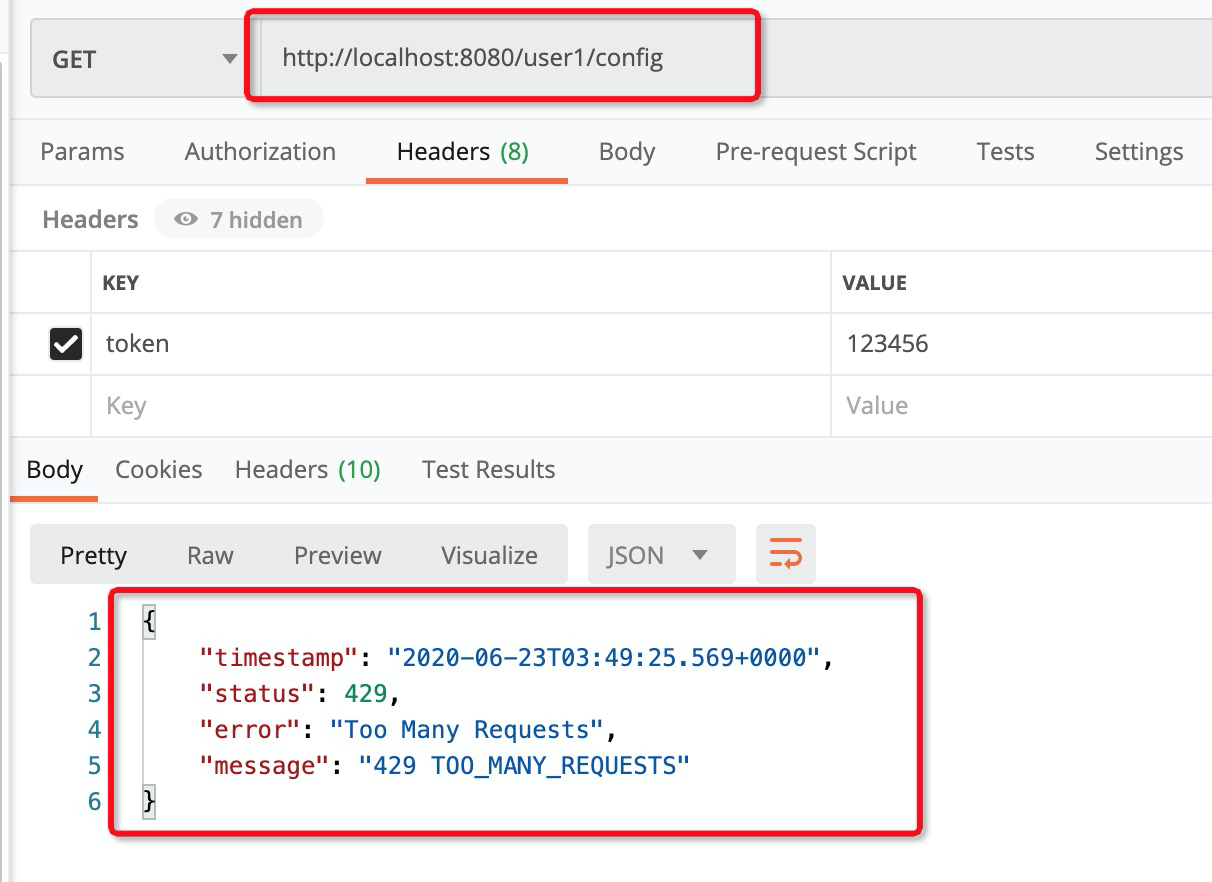 GET http://localhost:8080/user1/config
Params Authorization Headers (8) Body Pre-request Script Tests Settings
Headers 7 hidden
KEY VALUE
token 123456
Key Value
Body Cookies Headers (10) Test Results
Pretty Raw Preview Visualize JSON
1 {
2 "timestamp": "2020-06-23T03:49:25.569+0000",
3 "status": 429,
4 "error": "Too Many Requests",
5 "message": "429 TOO_MANY_REQUESTS"
6 }